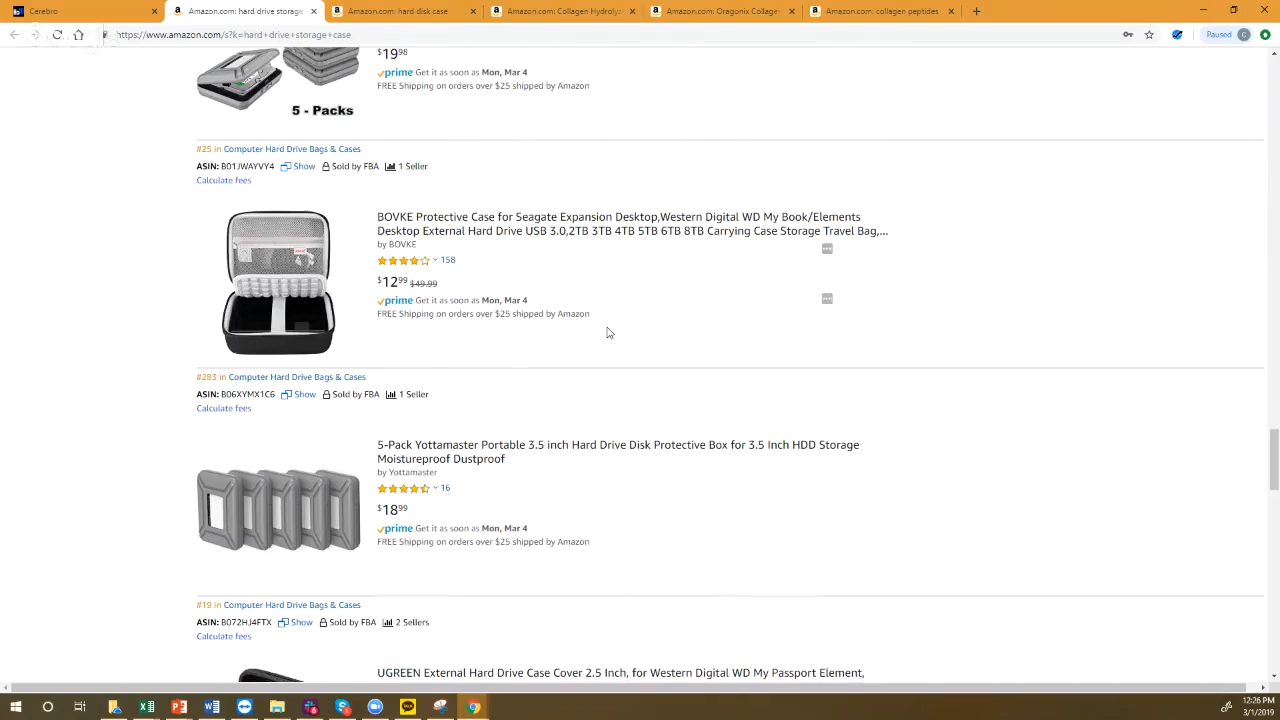 Cerebro
Amazon.com: hard drive storage
Amazon.com: hard disk case
Amazon.com: Collagen Hydroly
Amazon.com: Oragonix Collage
Amazon.com: collagen peptides
https://www.amazon.com/s?k=hard+drive+storage+case
Paused
$19.98
prime Get it as soon as Mon, Mar 4
FREE Shipping on orders over $25 shipped by Amazon
5 - Packs
#25 in Computer Hard Drive Bags & Cases
ASIN: B01JWAYVY4 Show Sold by FBA 1 Seller
Calculate fees
BOVKE Protective Case for Seagate Expansion Desktop,Western Digital WD My Book/Elements
Desktop External Hard Drive USB 3.0,2TB 3TB 4TB 5TB 6TB 8TB Carrying Case Storage Travel Bag,...
by BOVKE
158
$12.99 $49.99
prime Get it as soon as Mon, Mar 4
FREE Shipping on orders over $25 shipped by Amazon
#283 in Computer Hard Drive Bags & Cases
ASIN: B06XYMX1C6 Show Sold by FBA 1 Seller
Calculate fees
5-Pack Yottamaster Portable 3.5 inch Hard Drive Disk Protective Box for 3.5 Inch HDD Storage
Moistureproof Dustproof
by Yottamaster
16
$18.99
prime Get it as soon as Mon, Mar 4
FREE Shipping on orders over $25 shipped by Amazon
#19 in Computer Hard Drive Bags & Cases
ASIN: B072HJ4FTX Show Sold by FBA 2 Sellers
Calculate fees
UGREEN External Hard Drive Case Cover 2.5 Inch, for Western Digital WD My Passport Element,
12:26 PM
3/1/2019